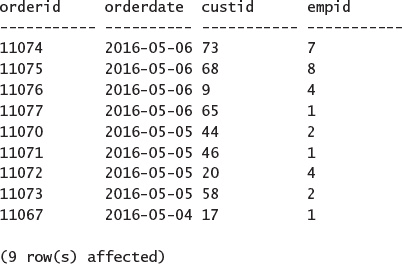 orderid orderdate custid empid
----------- ---------- ----------- -----------
11074 2016-05-06 73 7
11075 2016-05-06 68 8
11076 2016-05-06 9 4
11077 2016-05-06 65 1
11070 2016-05-05 44 2
11071 2016-05-05 46 1
11072 2016-05-05 20 4
11073 2016-05-05 58 2
11067 2016-05-04 17 1
(9 row(s) affected)